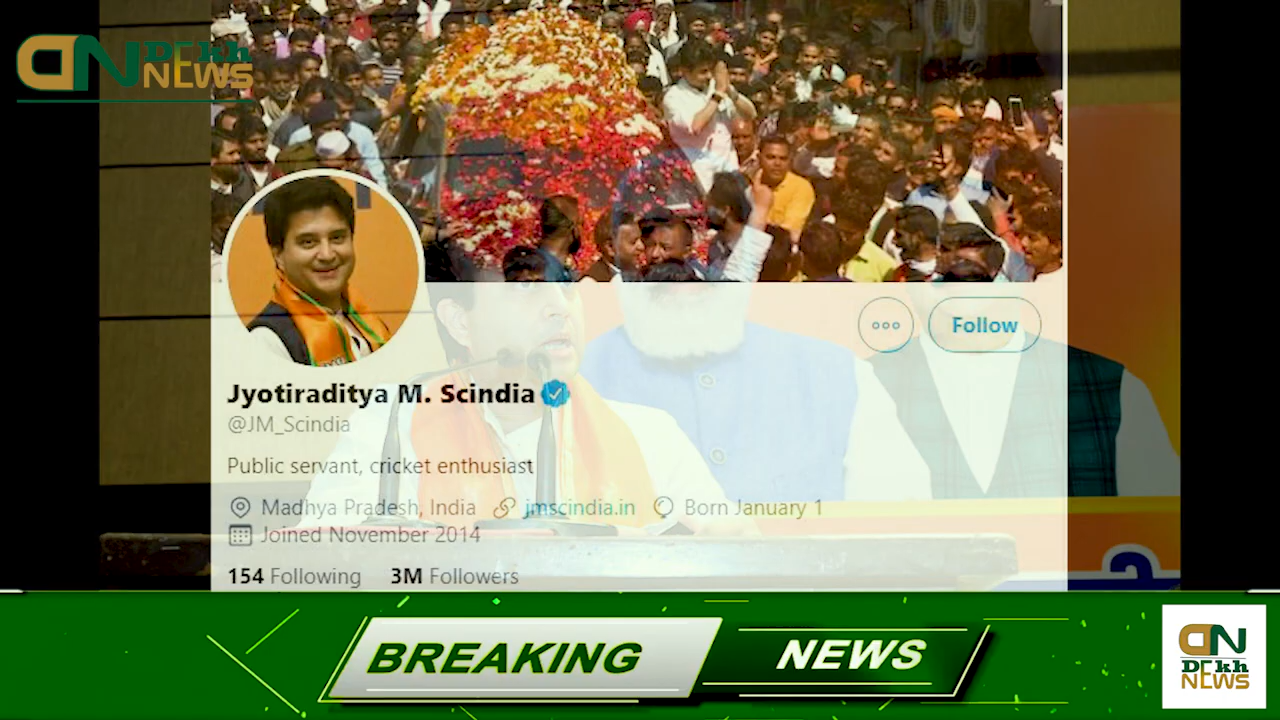 DN Dekh
NEWS
Follow
Jyotiraditya M. Scindia
@JM_Scindia
Public servant, cricket enthusiast
Madhya Pradesh, India jmscindia.in Born January 1
Joined November 2014
154 Following 3M Followers
BREAKING NEWS
DN
Dekh
NEWS